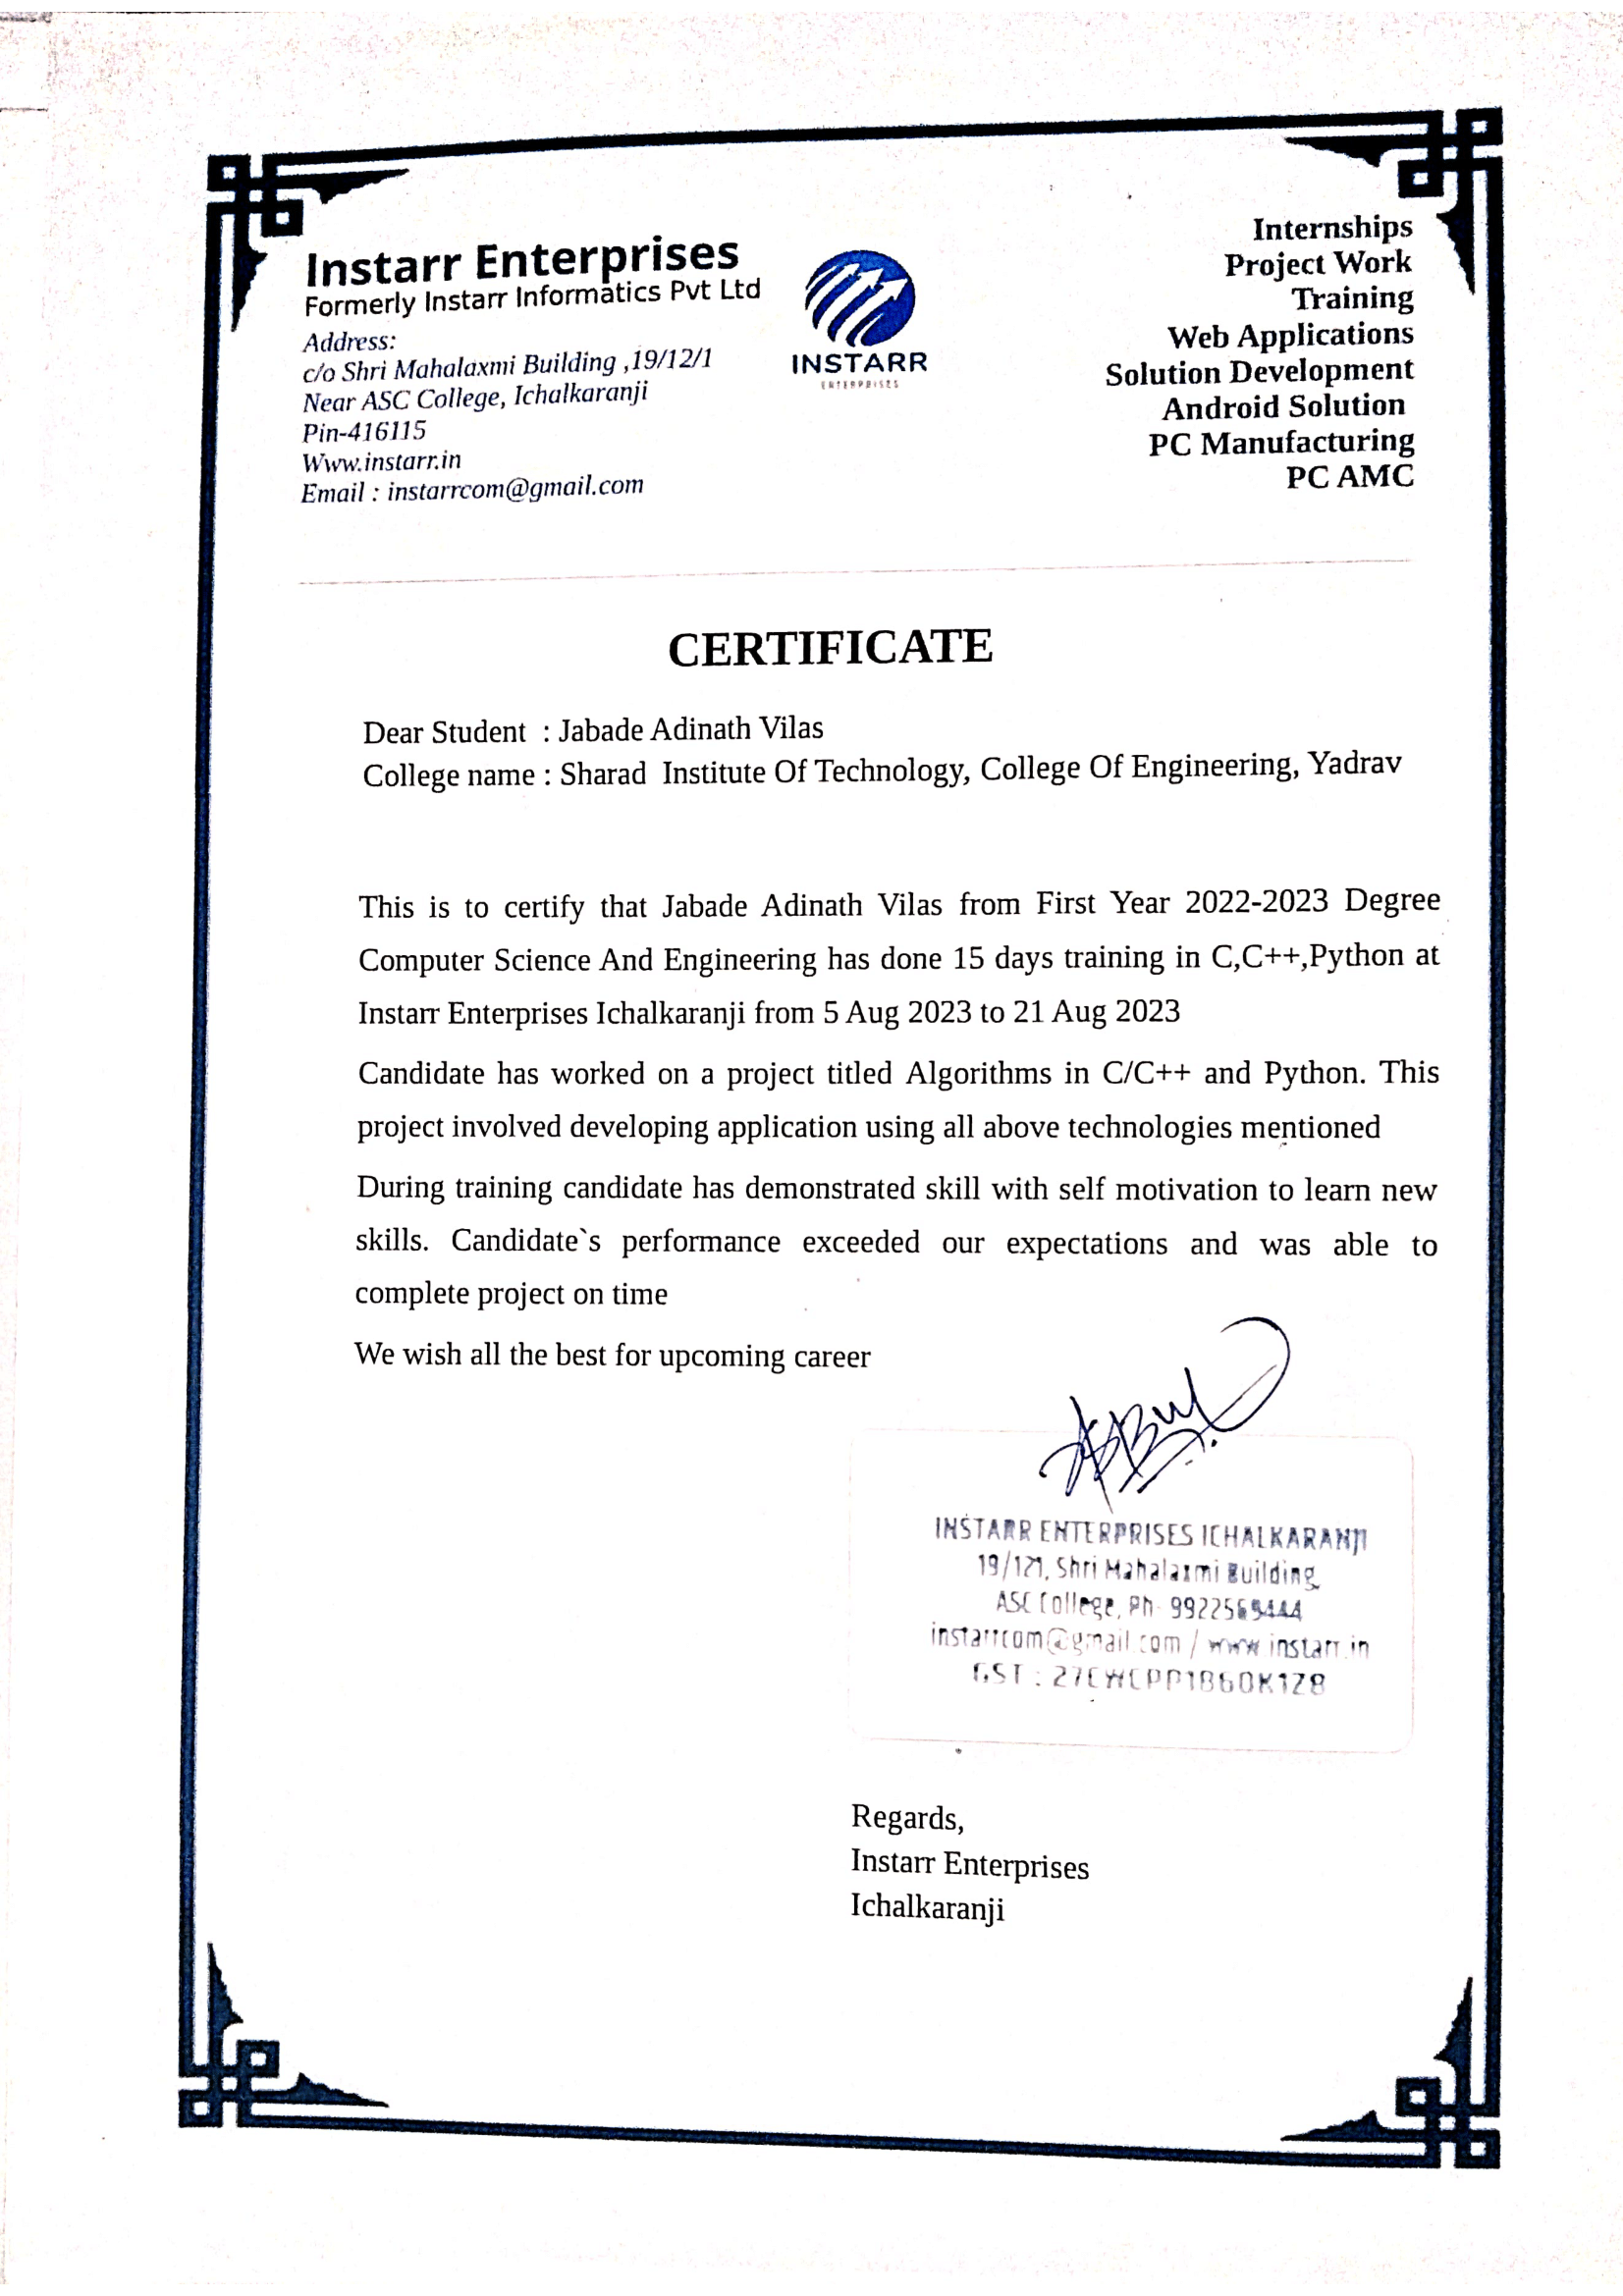 Instarr Enterprises
Formerly Instarr Informatics Pvt Ltd
Address:
c/o Shri Mahalaxmi Building ,19/12/1
Near ASC College, Ichalkaranji
Pin-416115
Www.instarr.in
Email : instarrcom@gmail.com
INSTARR
ENTERPRISES
Internships
Project Work
Training
Web Applications
Solution Development
Android Solution
PC Manufacturing
PC AMC
CERTIFICATE
Dear Student : Jabade Adinath Vilas
College name : Sharad Institute Of Technology, College Of Engineering, Yadrav
This is to certify that Jabade Adinath Vilas from First Year 2022-2023 Degree
Computer Science And Engineering has done 15 days training in C,C++,Python at
Instarr Enterprises Ichalkaranji from 5 Aug 2023 to 21 Aug 2023
Candidate has worked on a project titled Algorithms in C/C++ and Python. This
project involved developing application using all above technologies mentioned
During training candidate has demonstrated skill with self motivation to learn new
skills. Candidate`s performance exceeded our expectations and was able to
complete project on time
We wish all the best for upcoming career
INSTARR ENTERPRISES ICHALKARANJI
Shri Mahalaxmi Building,
ASC College, Ph-
instarrcom@gmail.com / www.instarr.in
GST :
Regards,
Instarr Enterprises
Ichalkaranji